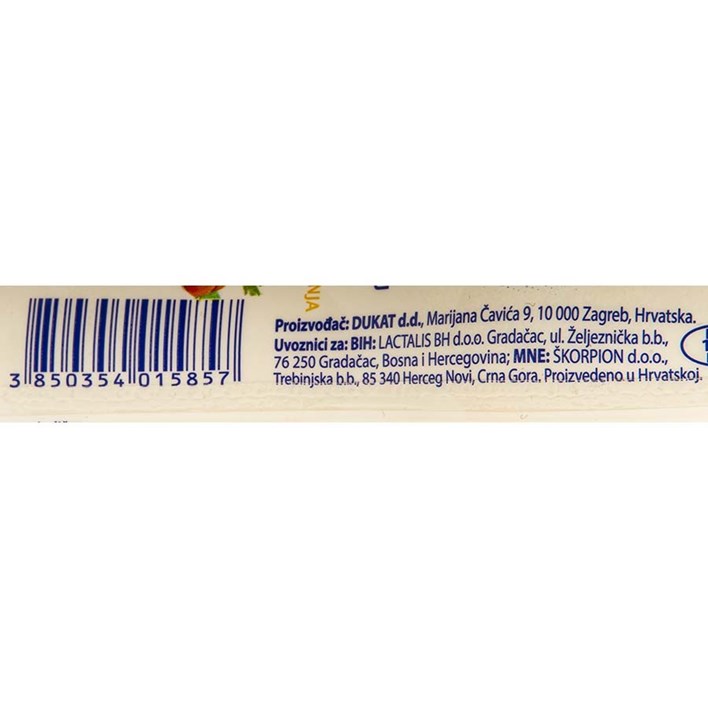 NJA
Proizvođač: DUKAT d.d., Marijana Čavića 9, 10 000 Zagreb, Hrvatska.
Uvoznici za: BIH: LACTALIS BH d.o.o. Gradačac, ul. Željeznička b.b.,
76 250 Gradačac, Bosna i Hercegovina; MNE: ŠKORPION d.o.o.,
Trebinjska b.b., 85 340 Herceg Novi, Crna Gora. Proizvedeno u Hrvatskoj.
3 850354 015857